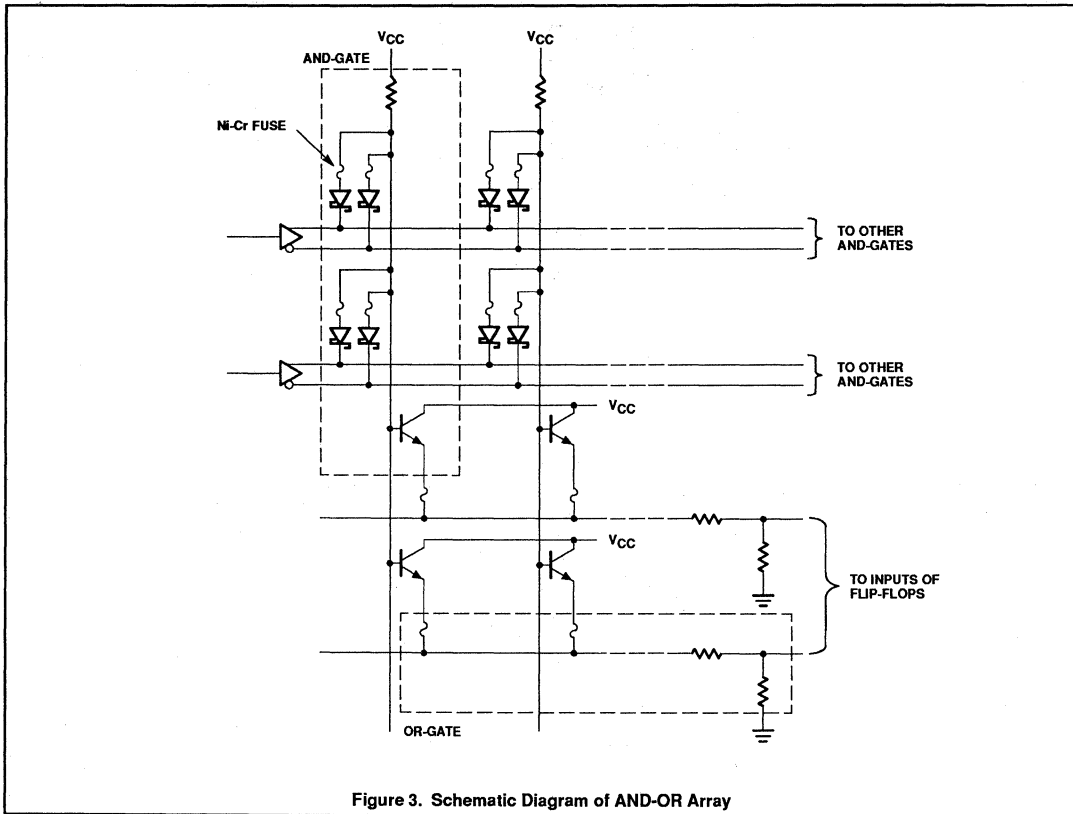 VCC
VCC
AND-GATE
Ni-Cr FUSE
TO OTHER
AND-GATES
TO OTHER
AND-GATES
VCC
VCC
TO INPUTS OF
FLIP-FLOPS
OR-GATE
Figure 3. Schematic Diagram of AND-OR Array